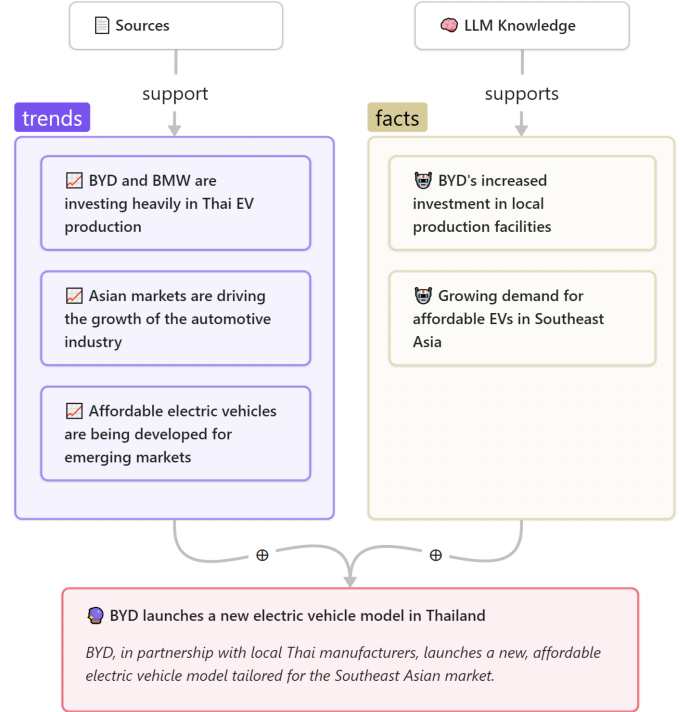 Sources
LLM Knowledge
support
supports
trends
facts
BYD and BMW are
investing heavily in Thai EV
production
Asian markets are driving
the growth of the automotive
industry
Affordable electric vehicles
are being developed for
emerging markets
BYD's increased
investment in local
production facilities
Growing demand for
affordable EVs in Southeast
Asia
⊕
⊕
BYD launches a new electric vehicle model in Thailand
BYD, in partnership with local Thai manufacturers, launches a new, affordable
electric vehicle model tailored for the Southeast Asian market.